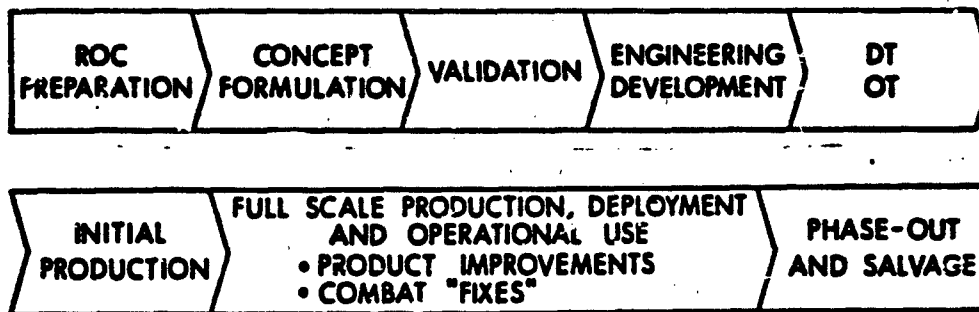 ROC
PREPARATION
CONCEPT
FORMULATION
VALIDATION
ENGINEERING
DEVELOPMENT
DT
OT
INITIAL
PRODUCTION
FULL SCALE PRODUCTION, DEPLOYMENT
AND OPERATIONAL USE
• PRODUCT IMPROVEMENTS
• COMBAT "FIXES"
PHASE-OUT
AND SALVAGE